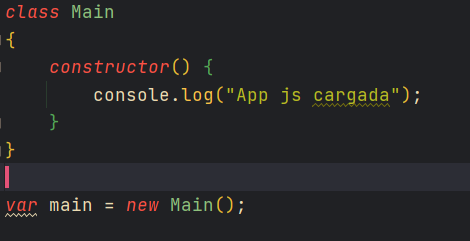 class Main
{
    constructor() {
        console.log("App js cargada");
    }
}
var main = new Main();